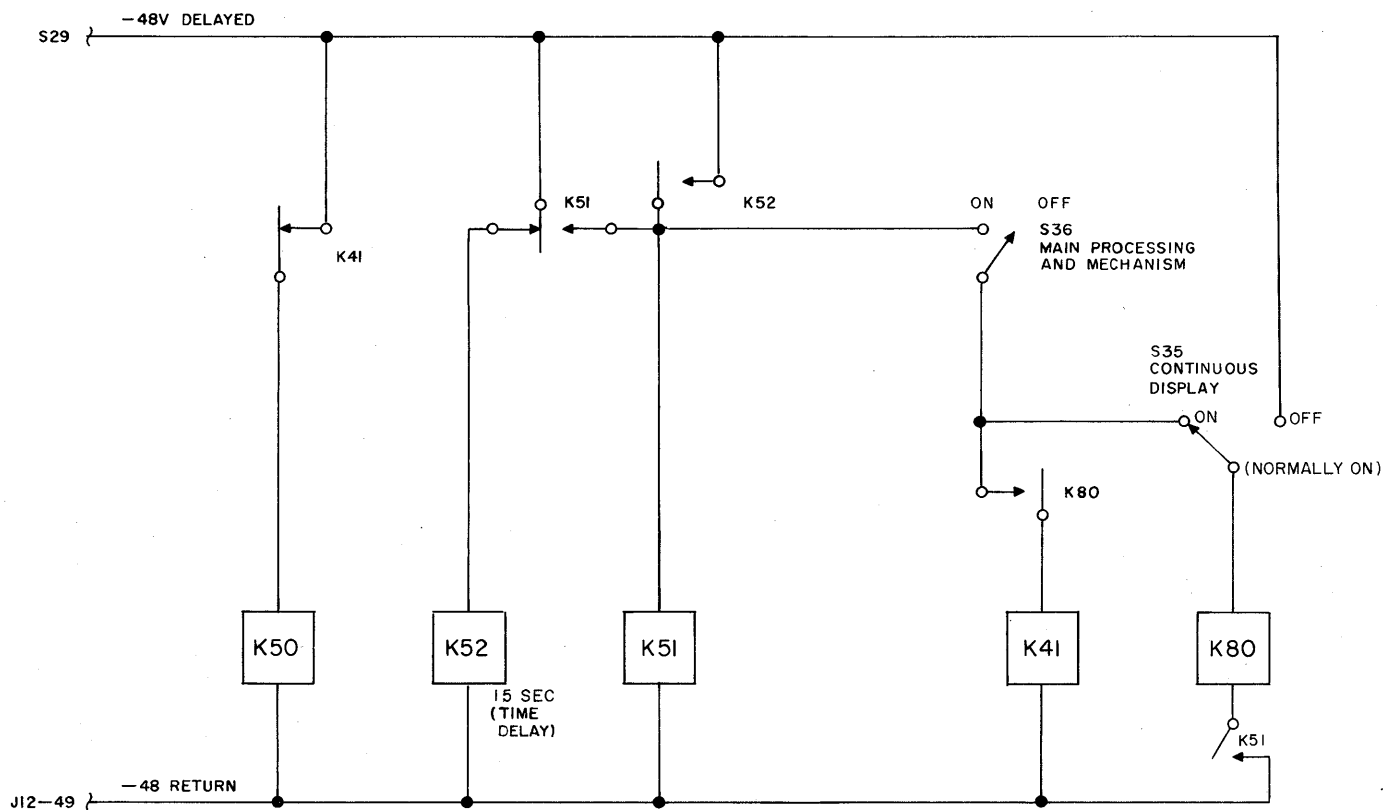 -48V DELAYED
S29
K51
K52
ON OFF
S36
MAIN PROCESSING
AND MECHANISM
K41
S35
CONTINUOUS
DISPLAY
ON
OFF
(NORMALLY ON)
K80
K50
K52
K51
K41
K80
15 SEC
(TIME
DELAY)
K51
-48 RETURN
J12-49